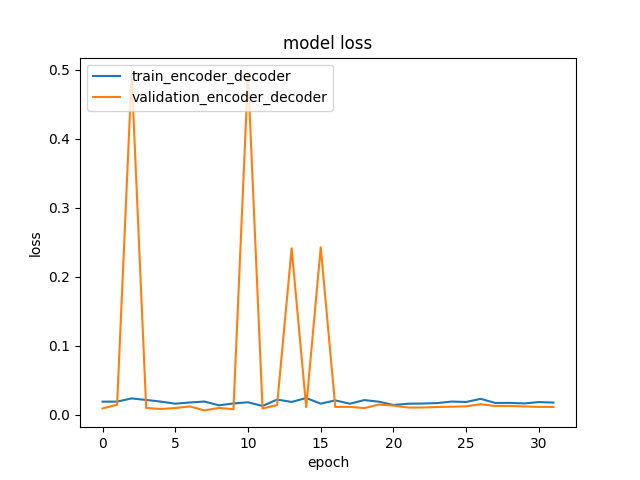 model loss
train_encoder_decoder
validation_encoder_decoder
0.5
0.4
0.3
0.2
0.1
0.0
loss
0 5 10 15 20 25 30
epoch